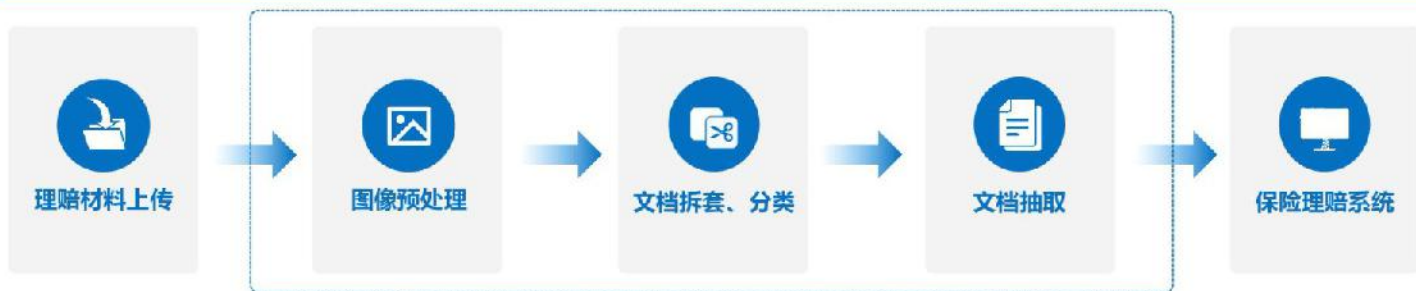 理赔材料上传
图像预处理
文档拆套、分类
文档抽取
保险理赔系统